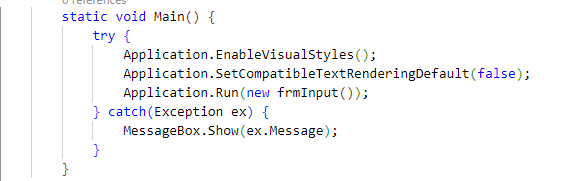 0 references
static void Main() {
try {
Application.EnableVisualStyles();
Application.SetCompatibleTextRenderingDefault(false);
Application.Run(new frmInput());
} catch(Exception ex) {
MessageBox.Show(ex.Message);
}
}